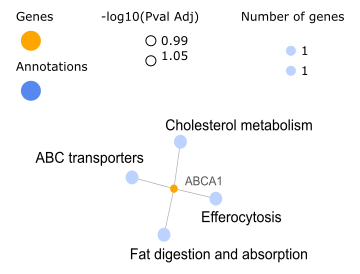 Genes
-log10(Pval Adj)
Number of genes
0.99
1.05
1
1
Annotations
Cholesterol metabolism
ABC transporters
ABCA1
Efferocytosis
Fat digestion and absorption